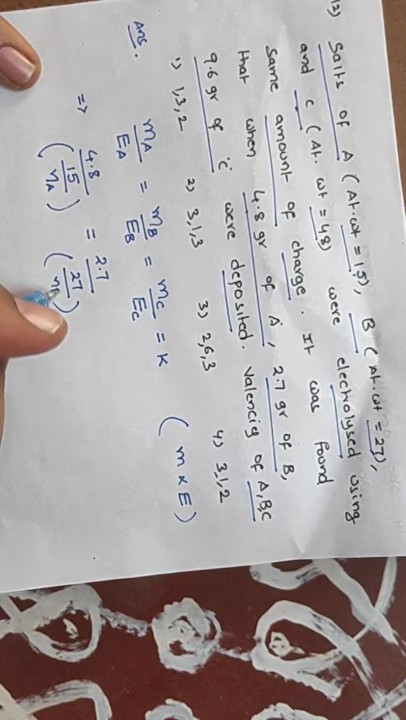 13) Salts of A (At.wt = 15), B (At.wt = 27),
and c (At. wt = 48) were electrolysed using
same amount of charge. It was found
that when 4.8 gr of A, 2.7 gr of B,
9.6 gr of 'c' were deposited. Valencig of A,B,C
1) 1,3,2 2) 3,1,3 3) 2,6,3 4) 3,1,2
Ans. mA/EA = mB/EB = mC/EC = K (m ∝ E)
⇒ 4.8/(15/nA) = 2.7/(27/n)